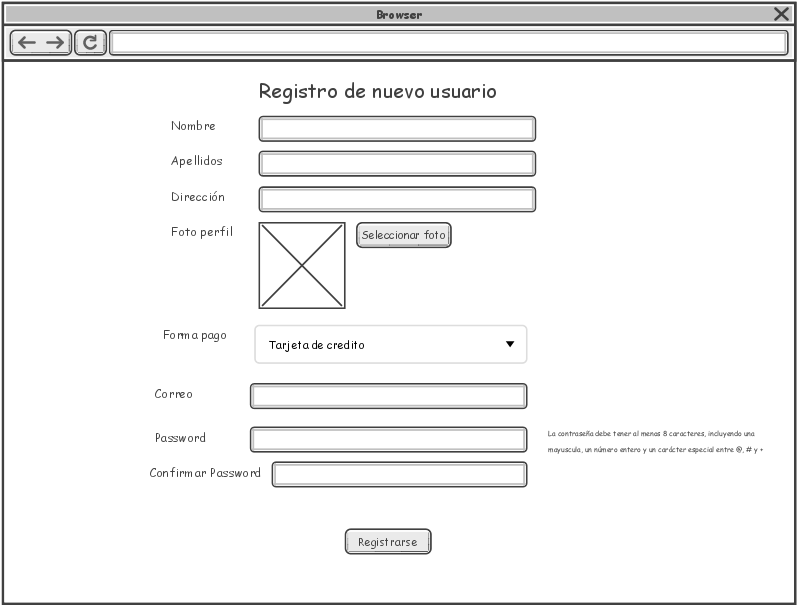 Browser
Registro de nuevo usuario
Nombre
Apellidos
Dirección
Foto perfil
Seleccionar foto
Forma pago
Tarjeta de credito
Correo
Password
La contraseña debe tener al menos 8 caracteres, incluyendo una
mayuscula, un número entero y un carácter especial entre @, # y +
Confirmar Password
Registrarse